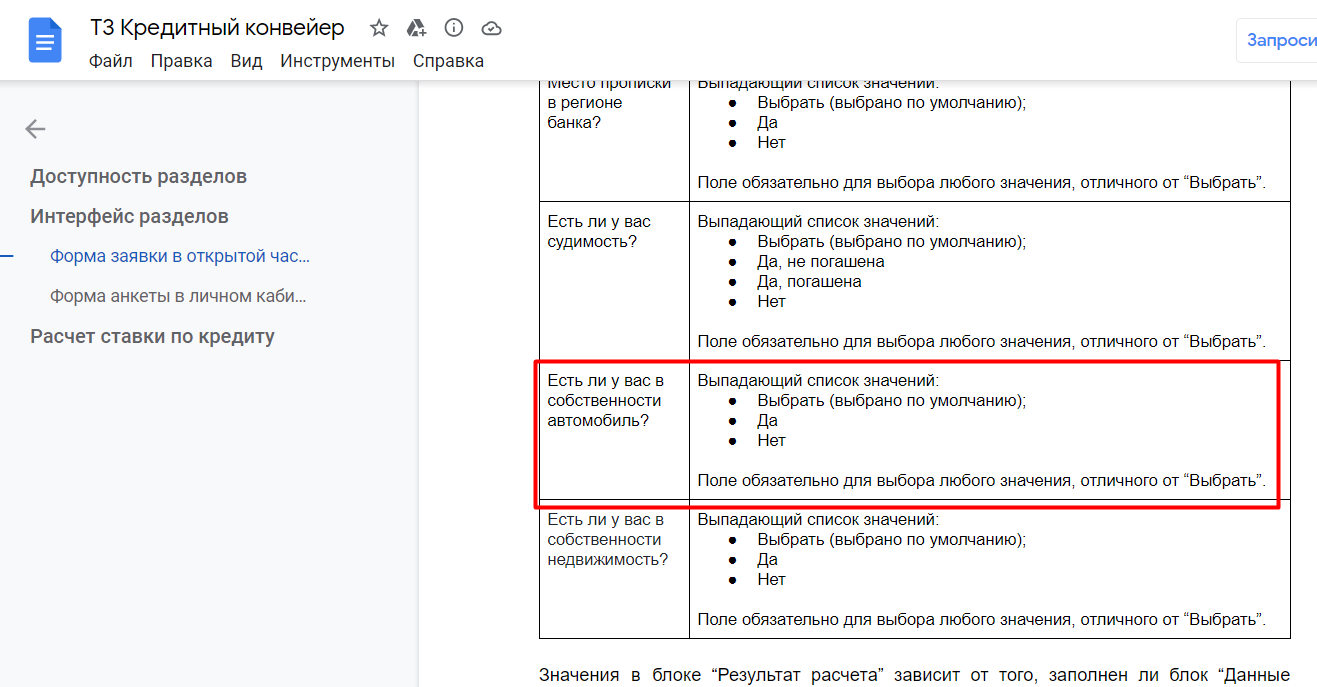 ТЗ Кредитный конвейер
Запроси
Файл Правка Вид Инструменты Справка
Доступность разделов
Интерфейс разделов
Форма заявки в открытой час...
Форма анкеты в личном каби...
Расчет ставки по кредиту
Место прописки
в регионе
банка?
Выпадающий список значений:
● Выбрать (выбрано по умолчанию);
● Да
● Нет
Поле обязательно для выбора любого значения, отличного от “Выбрать”.
Есть ли у вас
судимость?
Выпадающий список значений:
● Выбрать (выбрано по умолчанию);
● Да, не погашена
● Да, погашена
● Нет
Поле обязательно для выбора любого значения, отличного от “Выбрать”.
Есть ли у вас в
собственности
автомобиль?
Выпадающий список значений:
● Выбрать (выбрано по умолчанию);
● Да
● Нет
Поле обязательно для выбора любого значения, отличного от “Выбрать”.
Есть ли у вас в
собственности
недвижимость?
Выпадающий список значений:
● Выбрать (выбрано по умолчанию);
● Да
● Нет
Поле обязательно для выбора любого значения, отличного от “Выбрать”.
Значения в блоке “Результат расчета” зависит от того, заполнен ли блок “Данные